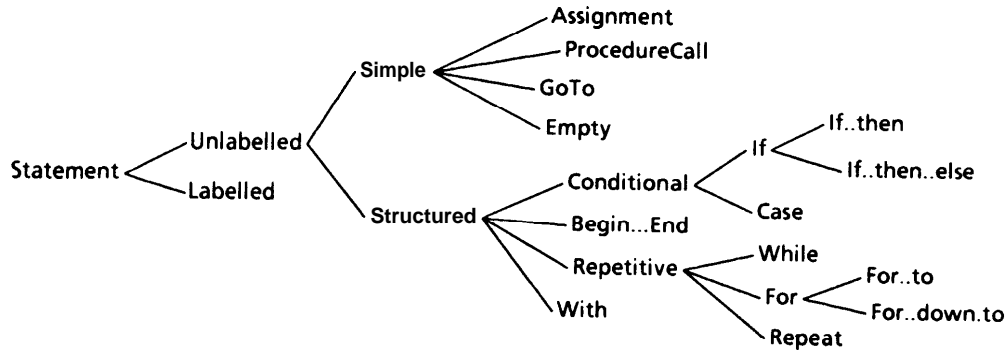 Assignment
ProcedureCall
Simple
GoTo
Empty
If..then
Unlabelled
If
Statement
If..then..else
Conditional
Labelled
Case
Structured
Begin...End
While
Repetitive
For..to
For
With
For..down.to
Repeat